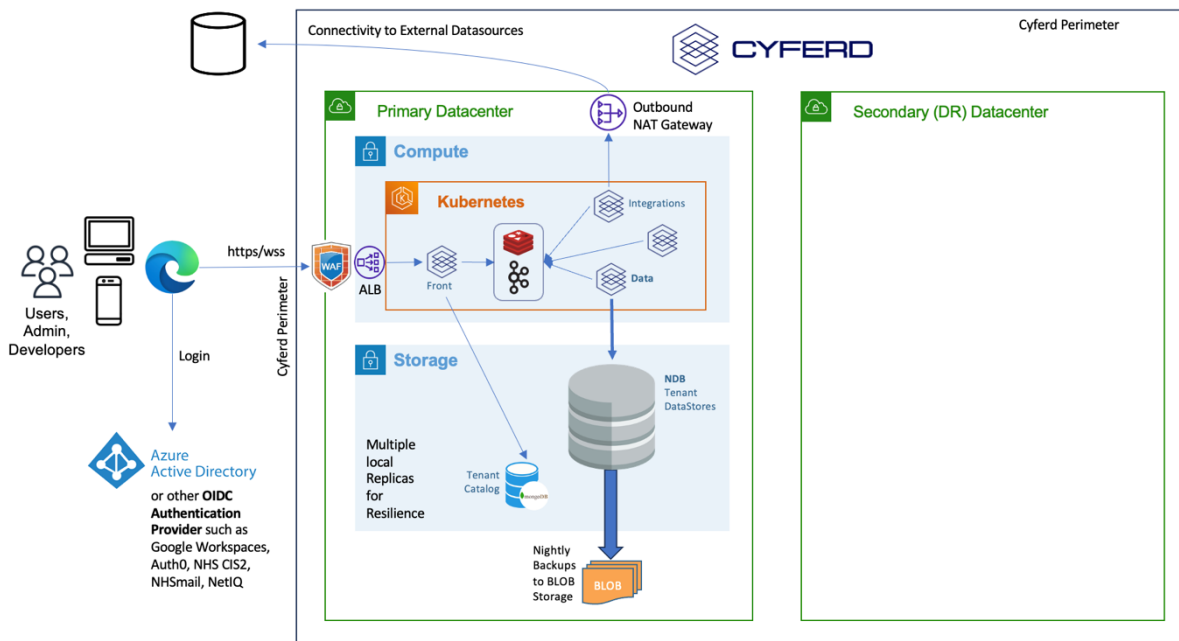 Connectivity to External Datasources
Cyferd Perimeter
CYFERD
Primary Datacenter
Outbound
NAT Gateway
Secondary (DR) Datacenter
Compute
Kubernetes
Integrations
https/wss
WAF
ALB
Front
Data
Users,
Admin,
Developers
Login
Cyferd Perimeter
Storage
NDB
Tenant
DataStores
Azure
Active Directory
or other OIDC
Authentication
Provider such as
Google Workspaces,
Auth0, NHS CIS2,
NHSmail, NetIQ
Multiple
local
Replicas
for
Resilience
Tenant
Catalog
mongoDB
Nightly
Backups
to BLOB
Storage
BLOB